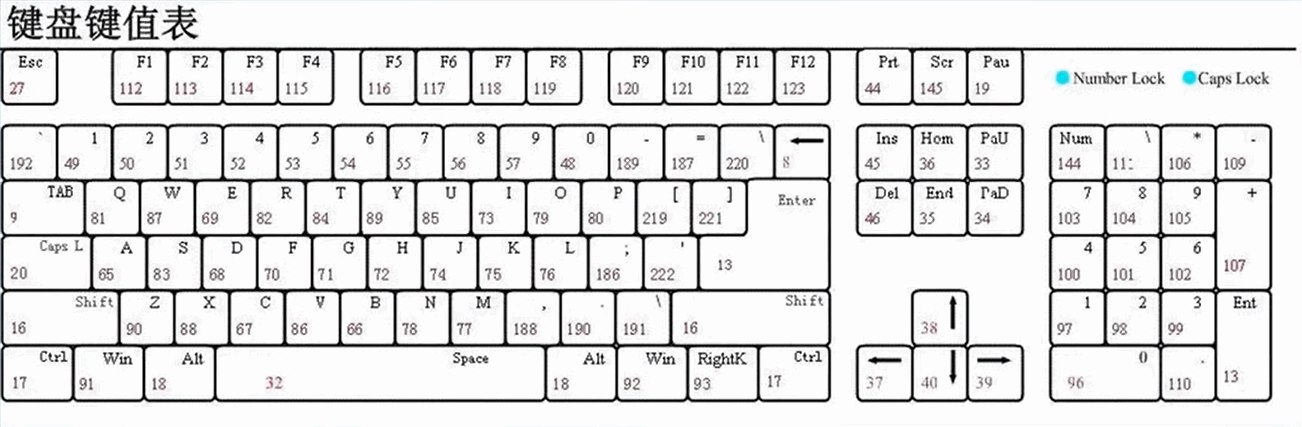 键盘键值表
Esc F1 F2 F3 F4 F5 F6 F7 F8 F9 F10 F11 F12 Prt Scr Pau Number Lock Caps Lock
27 112 113 114 115 116 117 118 119 120 121 122 123 44 145 19
` 1 2 3 4 5 6 7 8 9 0 - = \ ← Ins Hom PaU Num \ * -
192 49 50 51 52 53 54 55 56 57 48 189 187 220 8 45 36 33 144 106 109
TAB Q W E R T Y U I O P [ ] Enter Del End PaD 7 8 9 +
9 81 87 69 82 84 89 85 73 79 80 219 221 46 35 34 103 104 105
Caps L A S D F G H J K L ; ' 4 5 6
20 65 83 68 70 71 72 74 75 76 186 222 13 100 101 102 107
Shift Z X C V B N M , . \ Shift ↑ 1 2 3 Ent
16 90 88 67 86 66 78 77 188 190 191 16 38 97 98 99
Ctrl Win Alt Space Alt Win RightK Ctrl ← ↓ → 0 .
17 91 18 32 18 92 93 17 37 40 39 96 110 13